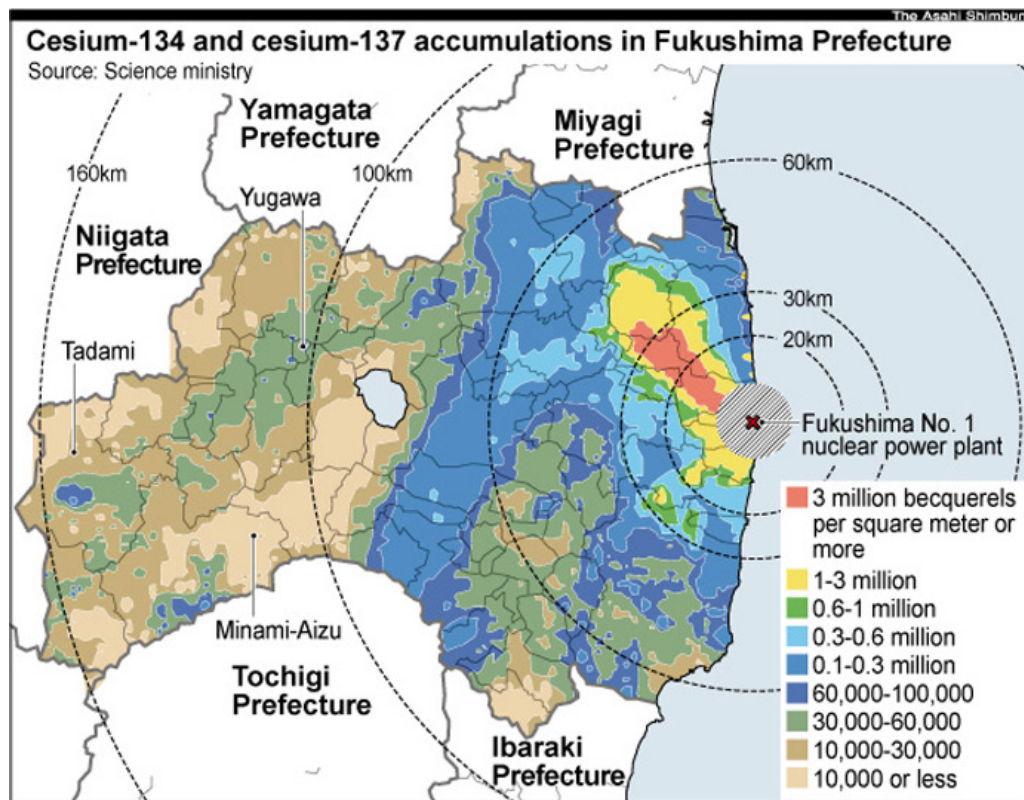 The Asahi Shimbun
Cesium-134 and cesium-137 accumulations in Fukushima Prefecture
Source: Science ministry
Yamagata
Prefecture
Miyagi
Prefecture
160km
100km
60km
Yugawa
Niigata
Prefecture
30km
20km
Tadami
Fukushima No. 1
nuclear power plant
3 million becquerels
per square meter or
more
1-3 million
0.6-1 million
0.3-0.6 million
0.1-0.3 million
60,000-100,000
30,000-60,000
10,000-30,000
10,000 or less
Minami-Aizu
Tochigi
Prefecture
Ibaraki
Prefecture